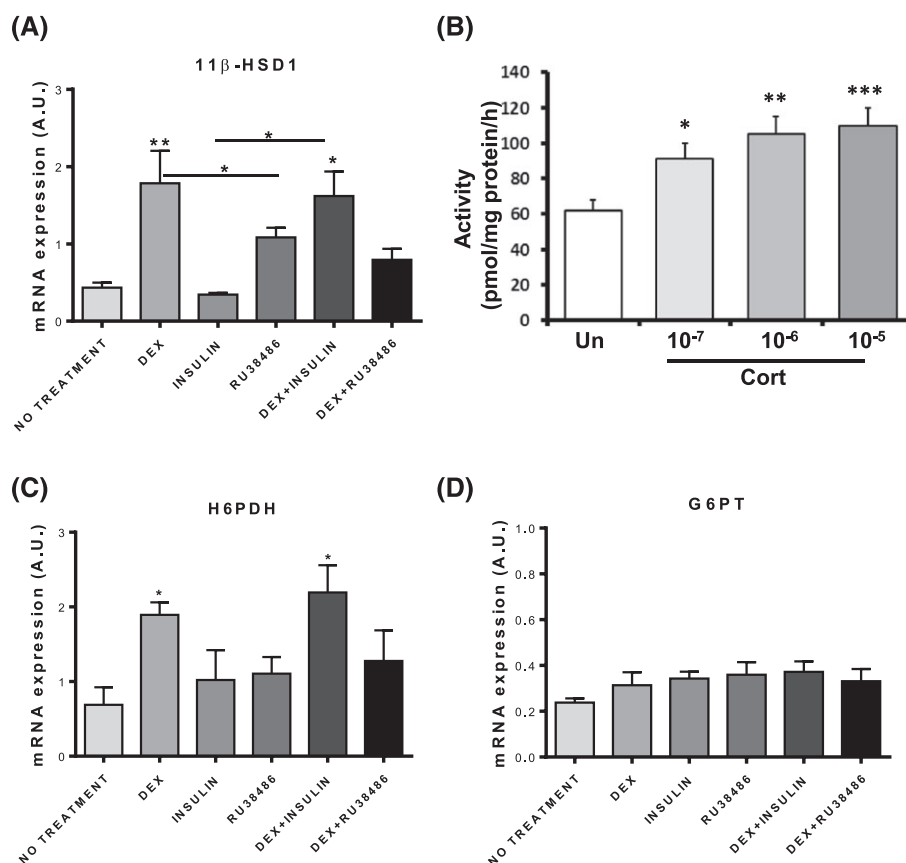 (A)
11β-HSD1
mRNA expression (A.U.)
3
2
1
0
**
*
*
*
NO TREATMENT
DEX
INSULIN
RU38486
DEX+INSULIN
DEX+RU38486
(B)
Activity
(pmol/mg protein/h)
140
120
100
80
60
40
20
0
*
**
***
Un
10⁻⁷
10⁻⁶
10⁻⁵
Cort
(C)
H6PDH
mRNA expression (A.U.)
3
2
1
0
*
*
NO TREATMENT
DEX
INSULIN
RU38486
DEX+INSULIN
DEX+RU38486
(D)
G6PT
mRNA expression (A.U.)
1.0
0.8
0.6
0.4
0.2
0.0
NO TREATMENT
DEX
INSULIN
RU38486
DEX+INSULIN
DEX+RU38486